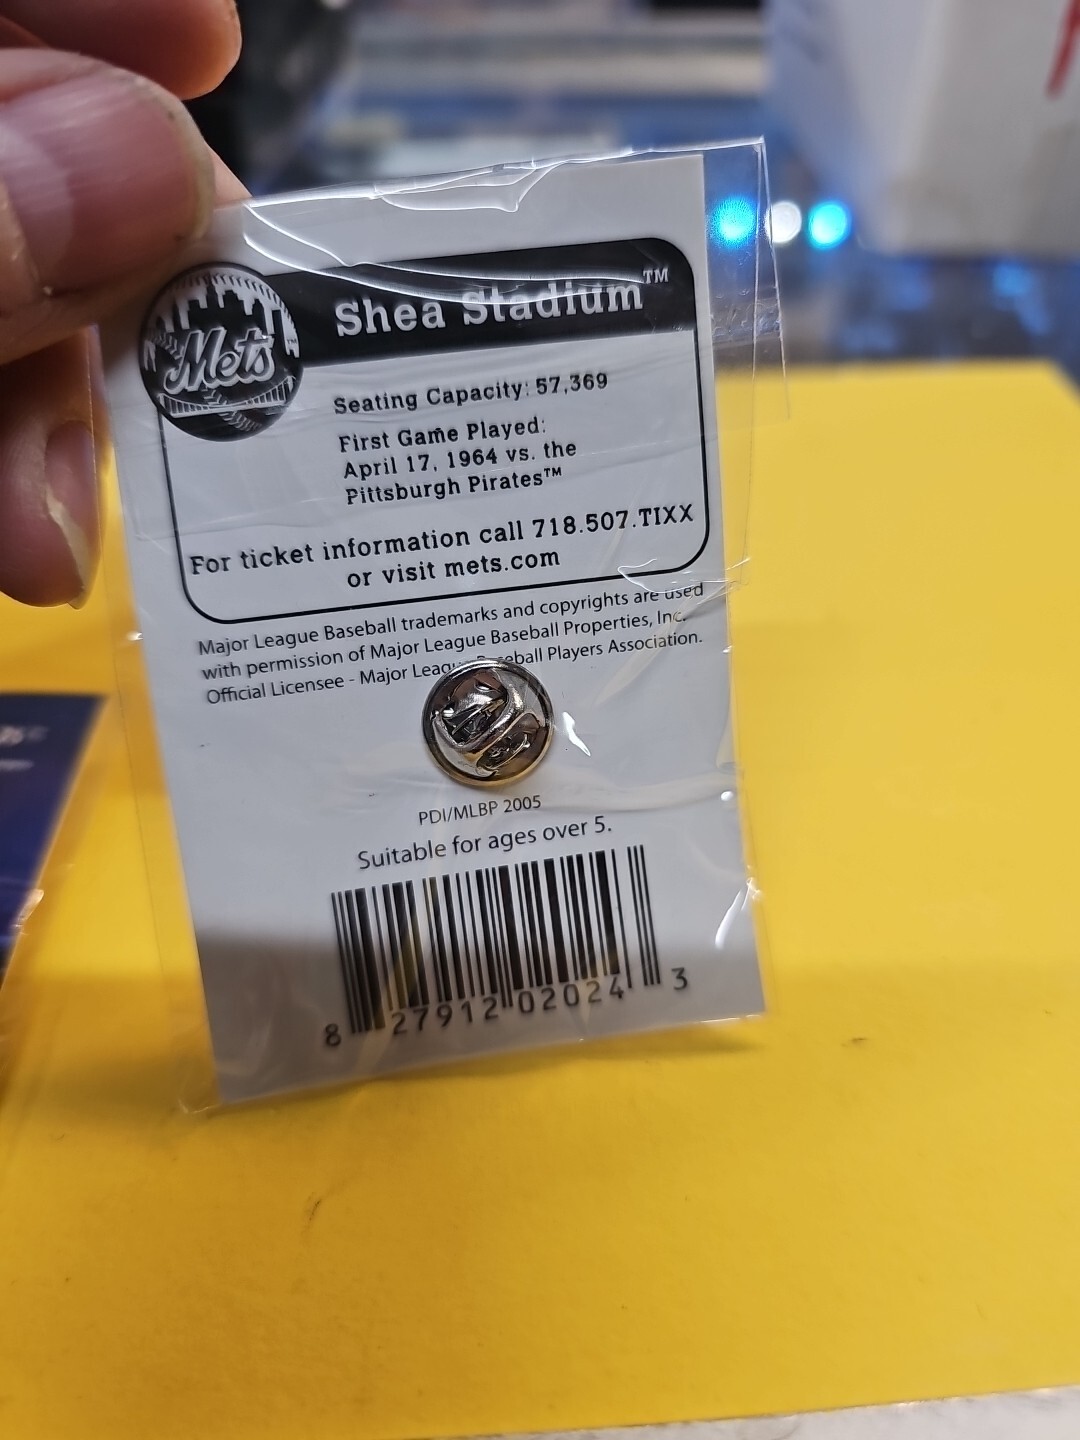 Mets
Shea Stadium™
Seating Capacity: 57,369
First Game Played:
April 17, 1964 vs. the
Pittsburgh Pirates™
For ticket information call 718.507.TIXX
or visit mets.com
Major League Baseball trademarks and copyrights are used
with permission of Major League Baseball Properties, Inc.
Official Licensee - Major League Baseball Players Association.
PDI/MLBP 2005
Suitable for ages over 5.
8 27912 02024 3